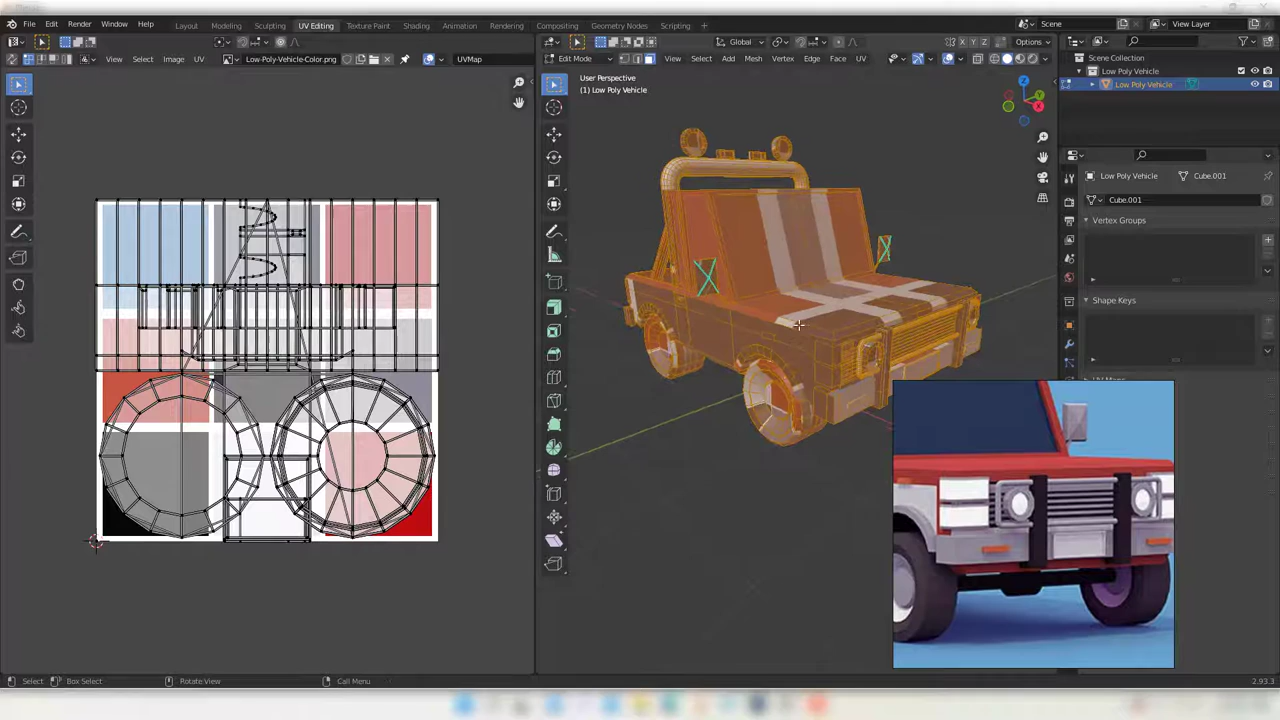 File Edit Render Window Help Layout Modeling Sculpting UV Editing Texture Paint Shading Animation Rendering Compositing Geometry Nodes Scripting + Scene View Layer
Global X Y Z Options
View Select Image UV Low-Poly-Vehicle-Color.png UVMap
Edit Mode View Select Add Mesh Vertex Edge Face UV
Scene Collection
Low Poly Vehicle
Low Poly Vehicle
User Perspective
(1) Low Poly Vehicle
Z
Y
X
Low Poly Vehicle Cube.001
Cube.001
Vertex Groups
Shape Keys
Select Box Select Rotate View Call Menu 2.93.3